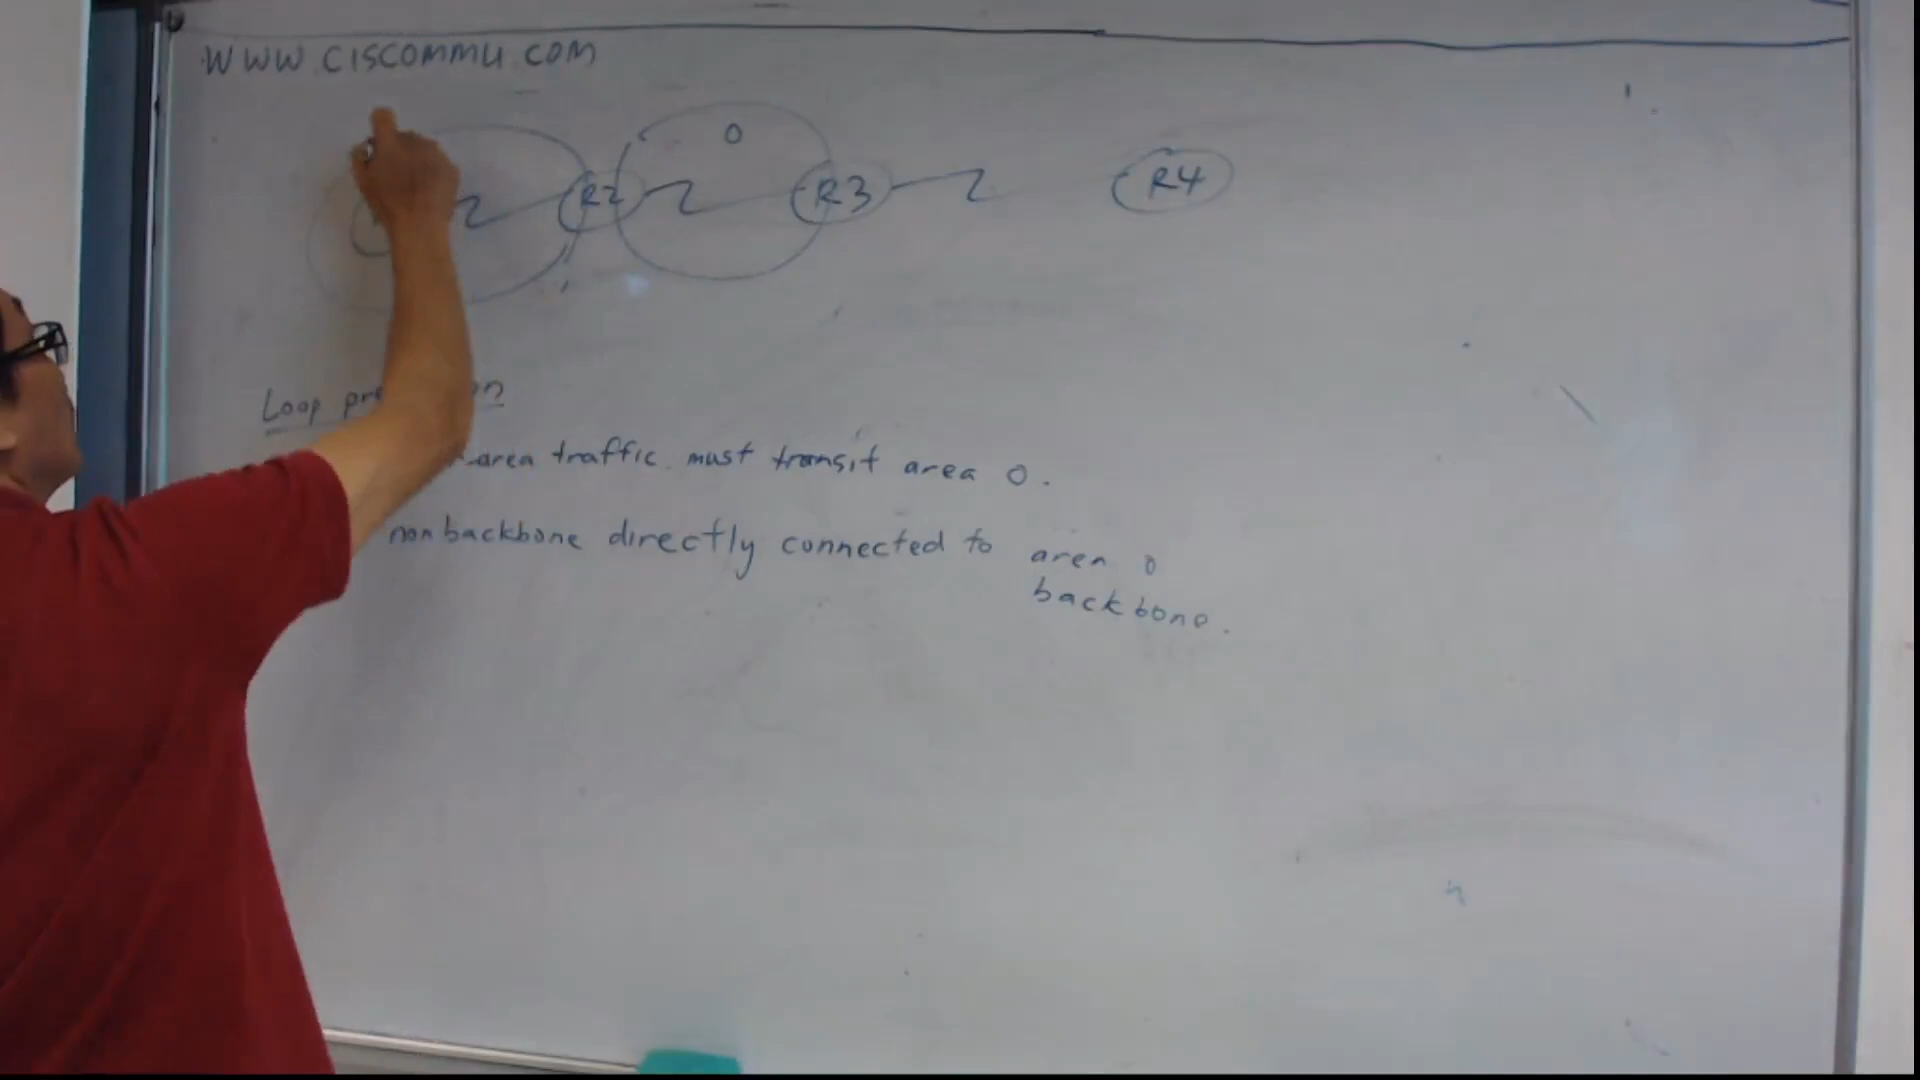 WWW.CISCOMMU.COM
0
R2 R3 R4
Loop
area traffic must transit area 0.
nonbackbone directly connected to area 0
backbone.